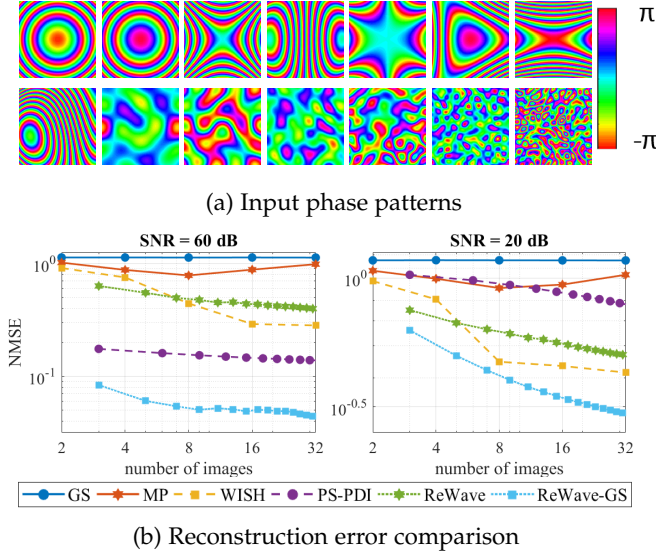 π
-π
(a) Input phase patterns
SNR = 60 dB
SNR = 20 dB
NMSE
10^0
10^-1
2 4 8 16 32
number of images
10^0
10^-0.5
2 4 8 16 32
number of images
GS MP WISH PS-PDI ReWave ReWave-GS
(b) Reconstruction error comparison